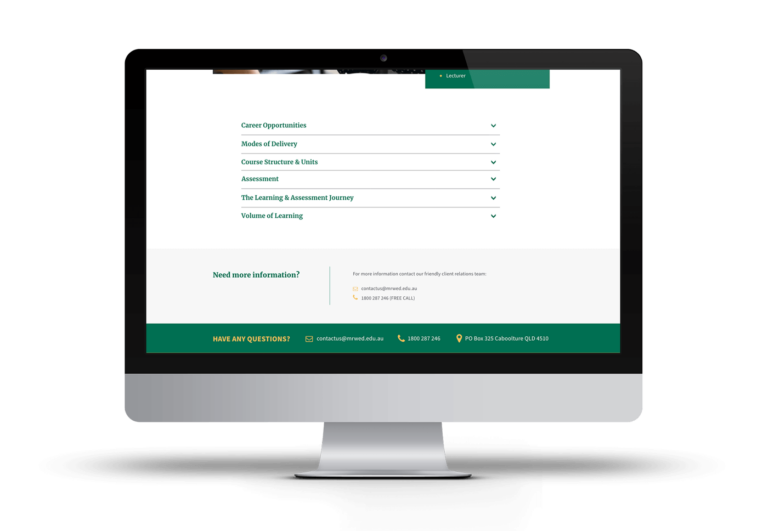 Lecturer
Career Opportunities
Modes of Delivery
Course Structure & Units
Assessment
The Learning & Assessment Journey
Volume of Learning
Need more information?
For more information contact our friendly client relations team:
contactus@mrwed.edu.au
1800 287 246 (FREE CALL)
HAVE ANY QUESTIONS? contactus@mrwed.edu.au 1800 287 246 PO Box 325 Caboolture QLD 4510